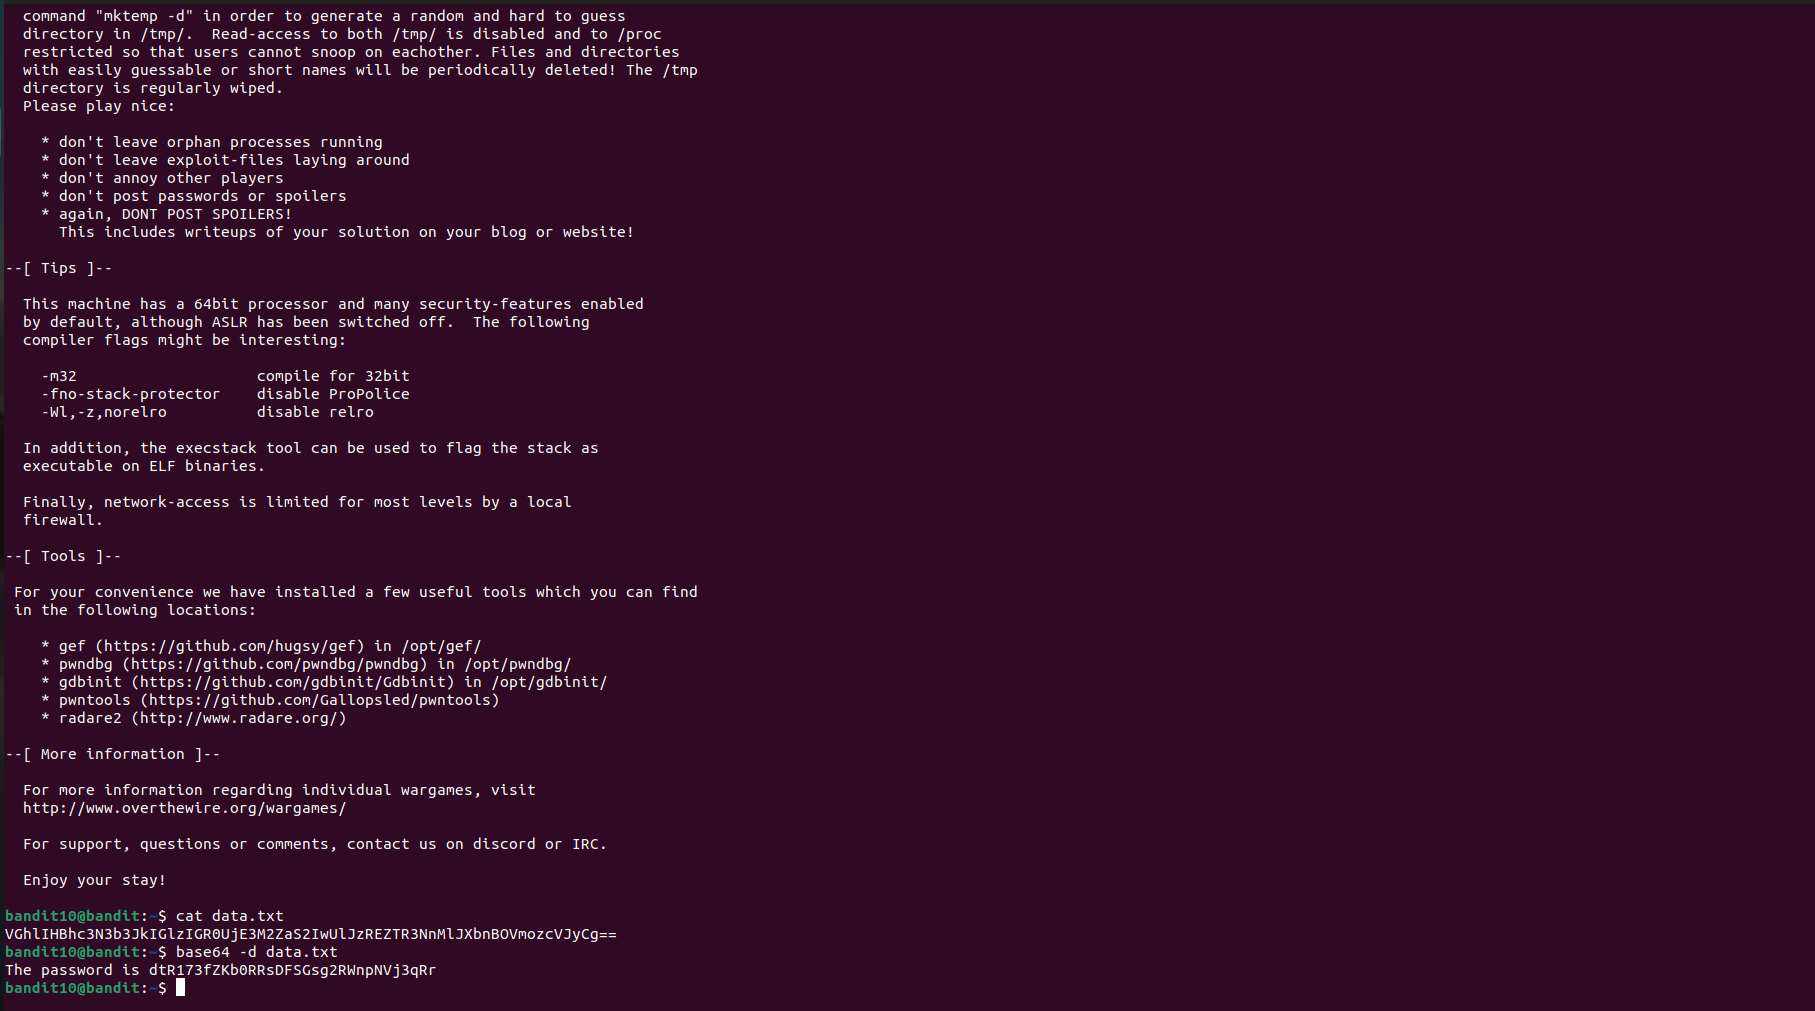 command "mktemp -d" in order to generate a random and hard to guess
directory in /tmp/.  Read-access to both /tmp/ is disabled and to /proc
restricted so that users cannot snoop on eachother. Files and directories
with easily guessable or short names will be periodically deleted! The /tmp
directory is regularly wiped.
Please play nice:
* don't leave orphan processes running
* don't leave exploit-files laying around
* don't annoy other players
* don't post passwords or spoilers
* again, DONT POST SPOILERS!
This includes writeups of your solution on your blog or website!
--[ Tips ]--
This machine has a 64bit processor and many security-features enabled
by default, although ASLR has been switched off.  The following
compiler flags might be interesting:
-m32                    compile for 32bit
-fno-stack-protector    disable ProPolice
-Wl,-z,norelro          disable relro
In addition, the execstack tool can be used to flag the stack as
executable on ELF binaries.
Finally, network-access is limited for most levels by a local
firewall.
--[ Tools ]--
For your convenience we have installed a few useful tools which you can find
in the following locations:
* gef (https://github.com/hugsy/gef) in /opt/gef/
* pwndbg (https://github.com/pwndbg/pwndbg) in /opt/pwndbg/
* gdbinit (https://github.com/gdbinit/Gdbinit) in /opt/gdbinit/
* pwntools (https://github.com/Gallopsled/pwntools)
* radare2 (http://www.radare.org/)
--[ More information ]--
For more information regarding individual wargames, visit
http://www.overthewire.org/wargames/
For support, questions or comments, contact us on discord or IRC.
Enjoy your stay!
bandit10@bandit:~$ cat data.txt
VGhlIHBhc3N3b3JkIGlzIGR0UjE3M2ZaS2IwUlJzREZTR3NnMlJXbnBOVmozcVJyCg==
bandit10@bandit:~$ base64 -d data.txt
The password is dtR173fZKb0RRsDFSGsg2RWnpNVj3qRr
bandit10@bandit:~$